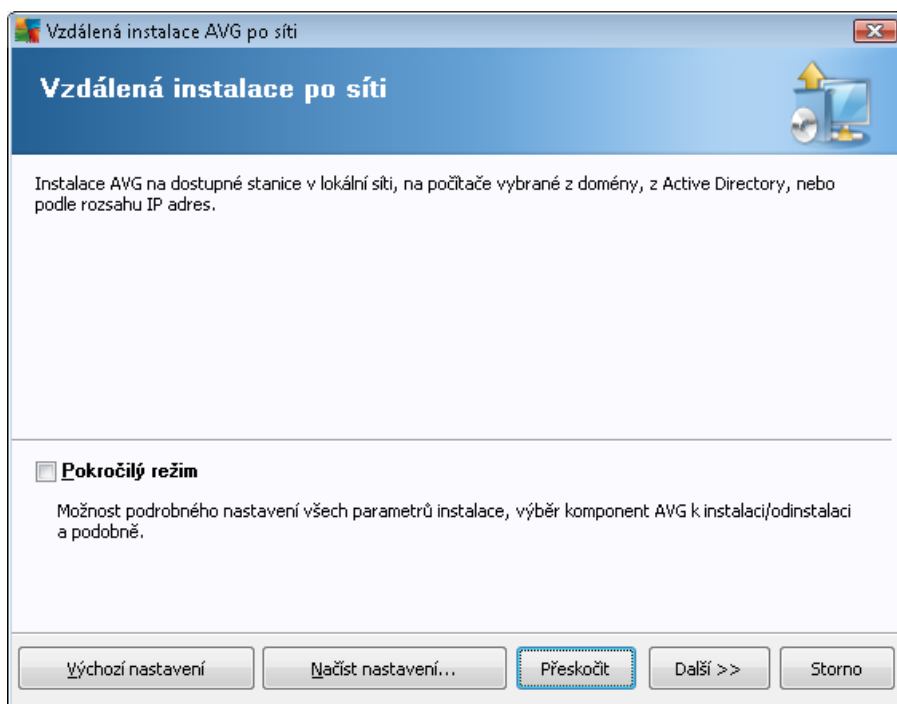 Vzdálená instalace AVG po síti
Vzdálená instalace po síti
Instalace AVG na dostupné stanice v lokální síti, na počítače vybrané z domény, z Active Directory, nebo
podle rozsahu IP adres.
Pokročilý režim
Možnost podrobného nastavení všech parametrů instalace, výběr komponent AVG k instalaci/odinstalaci
a podobně.
Výchozí nastavení
Načíst nastavení...
Přeskočit
Další >>
Storno